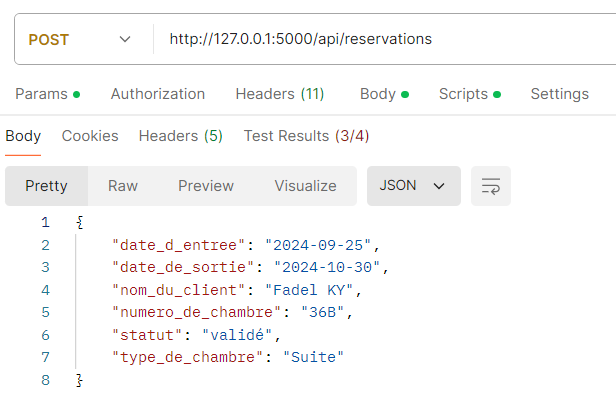 POST http://127.0.0.1:5000/api/reservations
Params Authorization Headers (11) Body Scripts Settings
Body Cookies Headers (5) Test Results (3/4)
Pretty Raw Preview Visualize JSON
1 {
2 "date_d_entree": "2024-09-25",
3 "date_de_sortie": "2024-10-30",
4 "nom_du_client": "Fadel KY",
5 "numero_de_chambre": "36B",
6 "statut": "validé",
7 "type_de_chambre": "Suite"
8 }